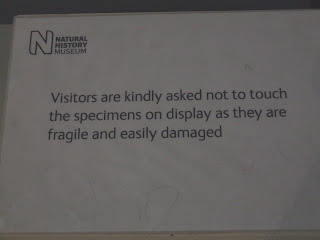 N NATURAL
HISTORY
MUSEUM
Visitors are kindly asked not to touch
the specimens on display as they are
fragile and easily damaged